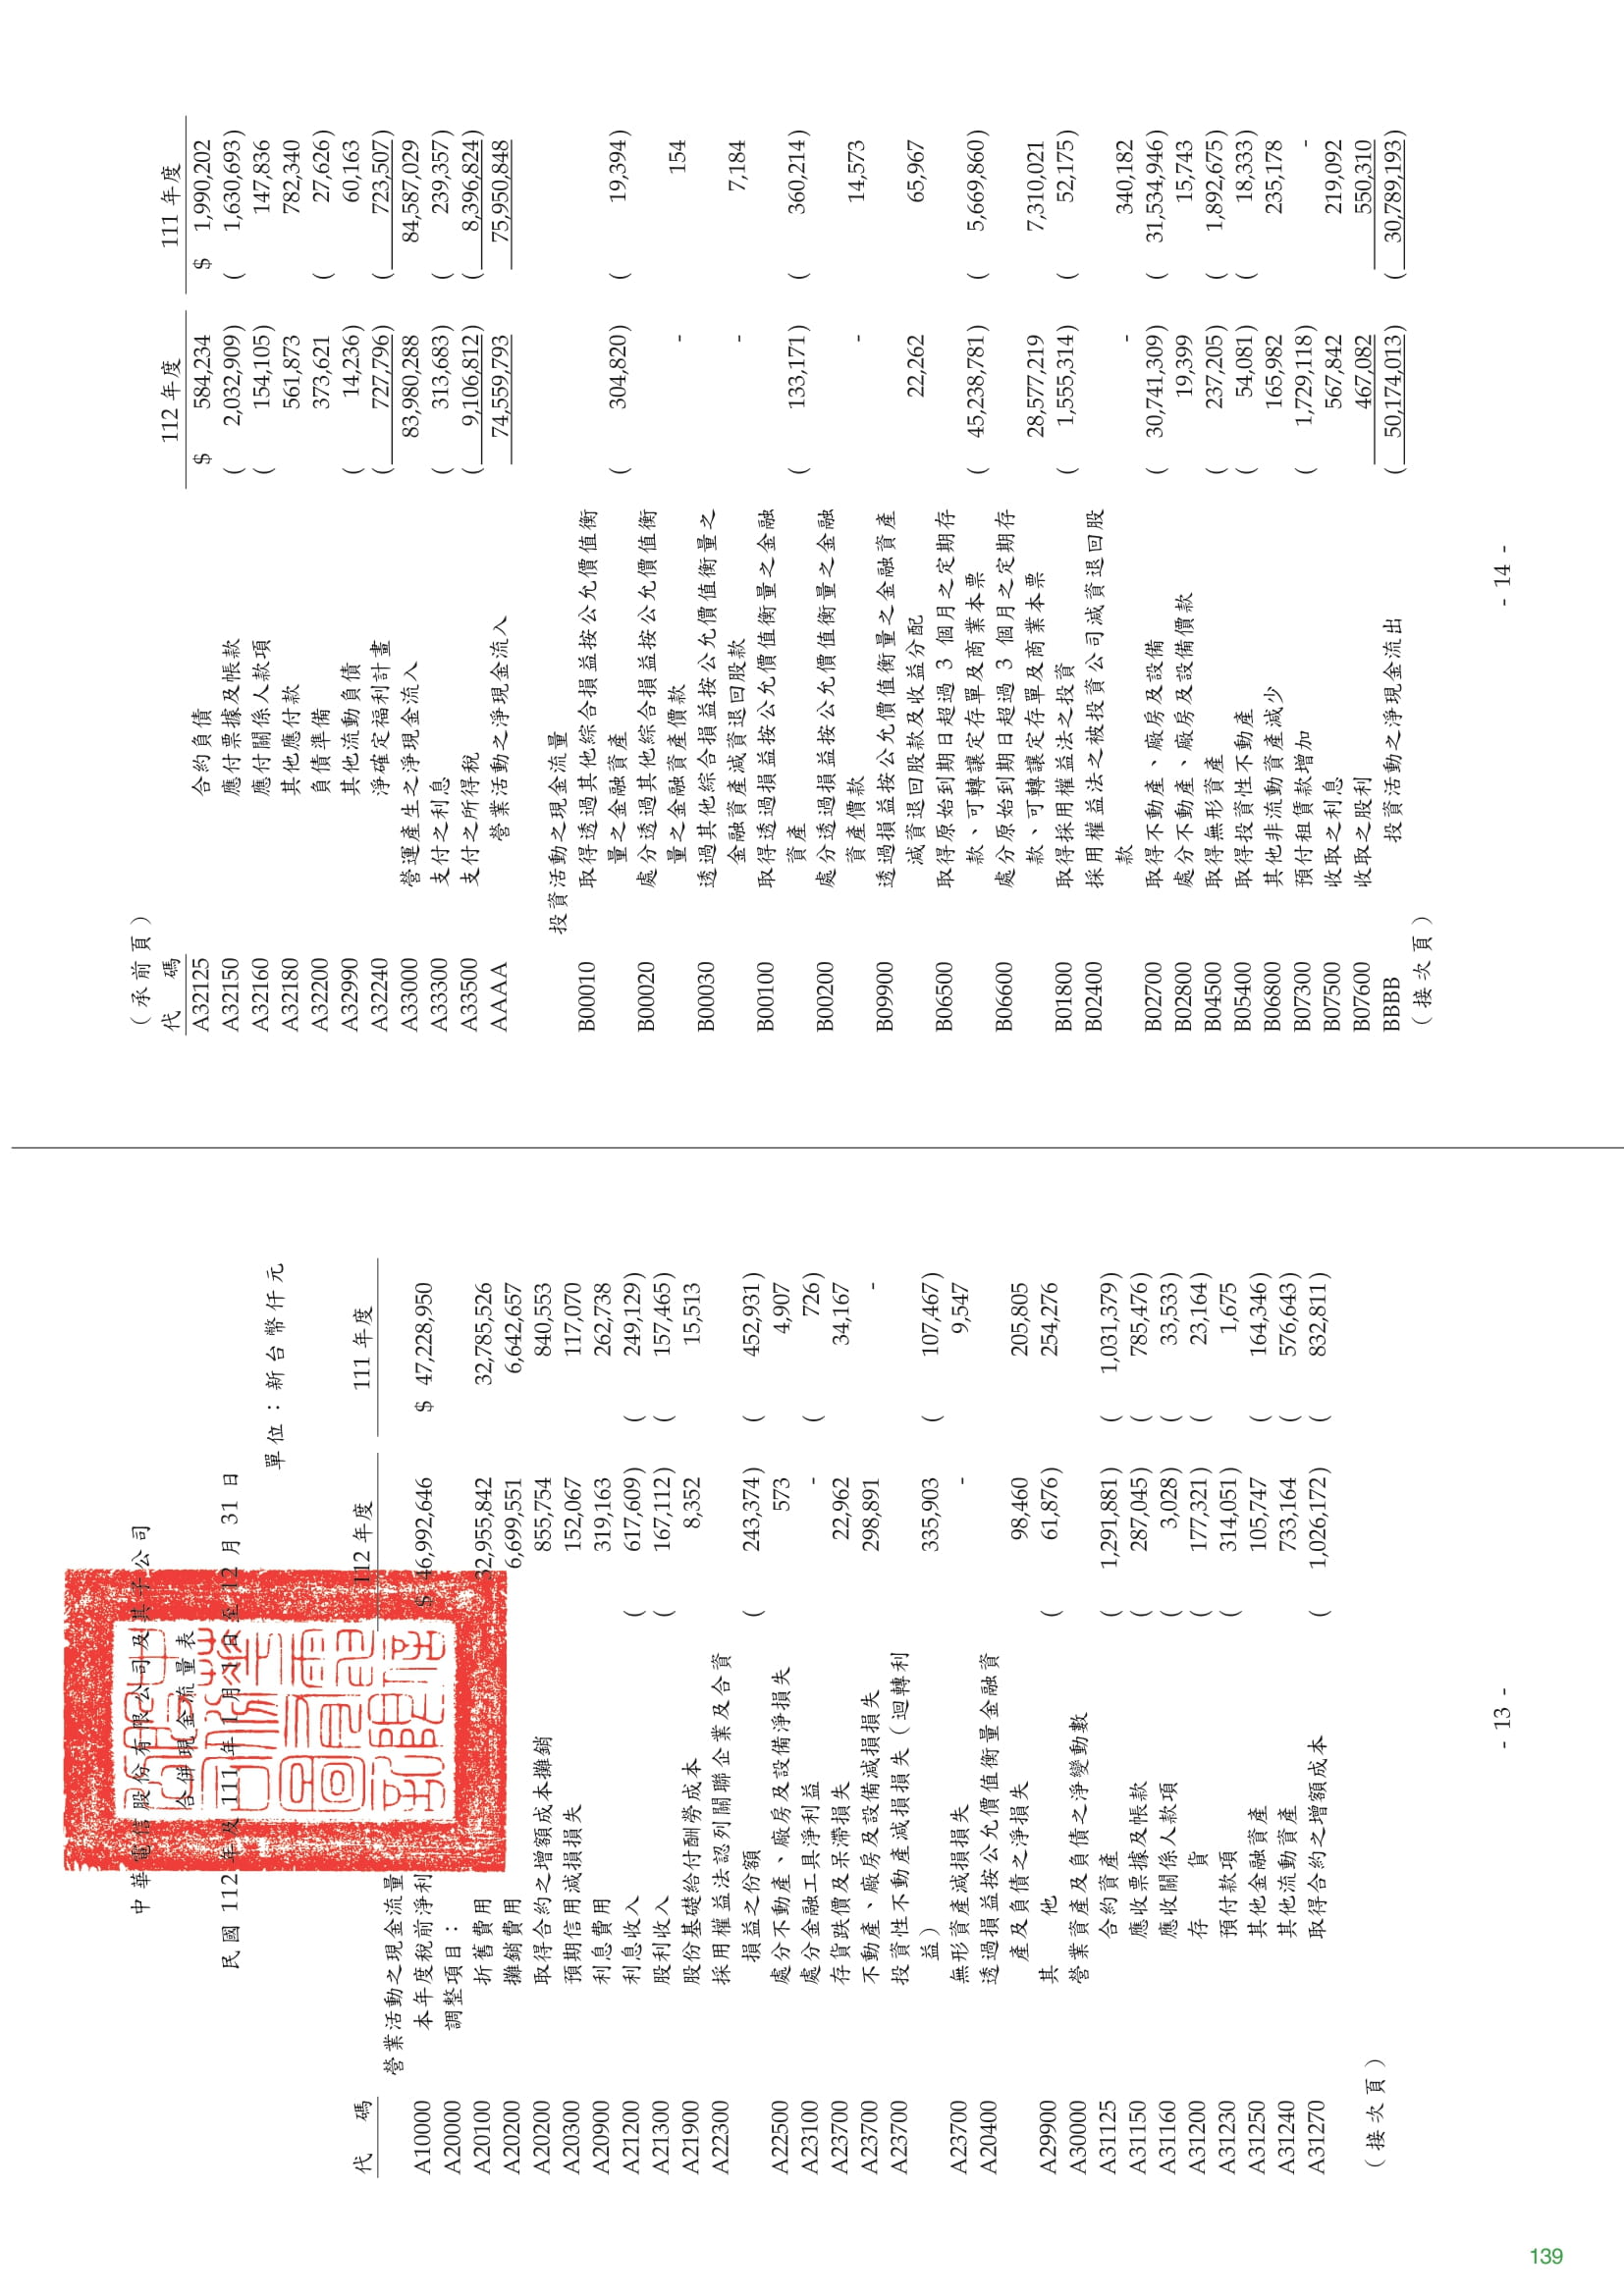 中華電信股份有限公司及其子公司
合併現金流量表
民國 112 年及 111 年 1 月 1 日至 12 月 31 日
單位：新台幣仟元
代 碼 112 年度 111 年度
營業活動之現金流量
A10000 本年度稅前淨利 $ 46,992,646 $ 47,228,950
A20000 調整項目：
A20100 折舊費用 32,955,842 32,785,526
A20200 攤銷費用 6,699,551 6,642,657
A20200 取得合約之增額成本攤銷 855,754 840,553
A20300 預期信用減損損失 152,067 117,070
A20900 利息費用 319,163 262,738
A21200 利息收入 ( 617,609) ( 249,129)
A21300 股利收入 ( 167,112) ( 157,465)
A21900 股份基礎給付酬勞成本 8,352 15,513
A22300 採用權益法認列關聯企業及合資
損益之份額 ( 243,374) ( 452,931)
A22500 處分不動產、廠房及設備淨損失 573 4,907
A23100 處分金融工具淨利益 - ( 726)
A23700 存貨跌價及呆滯損失 22,962 34,167
A23700 不動產、廠房及設備減損損失 298,891 -
A23700 投資性不動產減損損失（迴轉利
益） 335,903 ( 107,467)
A23700 無形資產減損損失 - 9,547
A20400 透過損益按公允價值衡量金融資
產及負債之淨損失 98,460 205,805
A29900 其 他 ( 61,876) 254,276
A30000 營業資產及負債之淨變動數
A31125 合約資產 ( 1,291,881) ( 1,031,379)
A31150 應收票據及帳款 ( 287,045) ( 785,476)
A31160 應收關係人款項 ( 3,028) ( 33,533)
A31200 存 貨 ( 177,321) ( 23,164)
A31230 預付款項 ( 314,051) 1,675
A31250 其他金融資產 105,747 ( 164,346)
A31240 其他流動資產 733,164 ( 576,643)
A31270 取得合約之增額成本 ( 1,026,172) ( 832,811)
（接次頁）
- 13 -
（承前頁）
代 碼 112 年度 111 年度
A32125 合約負債 $ 584,234 $ 1,990,202
A32150 應付票據及帳款 ( 2,032,909) ( 1,630,693)
A32160 應付關係人款項 ( 154,105) 147,836
A32180 其他應付款 561,873 782,340
A32200 負債準備 373,621 ( 27,626)
A32990 其他流動負債 ( 14,236) 60,163
A32240 淨確定福利計畫 ( 727,796) ( 723,507)
A33000 營運產生之淨現金流入 83,980,288 84,587,029
A33300 支付之利息 ( 313,683) ( 239,357)
A33500 支付之所得稅 ( 9,106,812) ( 8,396,824)
AAAA 營業活動之淨現金流入 74,559,793 75,950,848
投資活動之現金流量
B00010 取得透過其他綜合損益按公允價值衡
量之金融資產 ( 304,820) ( 19,394)
B00020 處分透過其他綜合損益按公允價值衡
量之金融資產價款 - 154
B00030 透過其他綜合損益按公允價值衡量之
金融資產減資退回股款 - 7,184
B00100 取得透過損益按公允價值衡量之金融
資產 ( 133,171) ( 360,214)
B00200 處分透過損益按公允價值衡量之金融
資產價款 - 14,573
B09900 透過損益按公允價值衡量之金融資產
減資退回股款及收益分配 22,262 65,967
B06500 取得原始到期日超過 3 個月之定期存
款、可轉讓定存單及商業本票 ( 45,238,781) ( 5,669,860)
B06600 處分原始到期日超過 3 個月之定期存
款、可轉讓定存單及商業本票 28,577,219 7,310,021
B01800 取得採用權益法之投資 ( 1,555,314) ( 52,175)
B02400 採用權益法之被投資公司減資退回股
款 - 340,182
B02700 取得不動產、廠房及設備 ( 30,741,309) ( 31,534,946)
B02800 處分不動產、廠房及設備價款 19,399 15,743
B04500 取得無形資產 ( 237,205) ( 1,892,675)
B05400 取得投資性不動產 ( 54,081) ( 18,333)
B06800 其他非流動資產減少 165,982 235,178
B07300 預付租賃款增加 ( 1,729,118) -
B07500 收取之利息 567,842 219,092
B07600 收取之股利 467,082 550,310
BBBB 投資活動之淨現金流出 ( 50,174,013) ( 30,789,193)
（接次頁）
- 14 -
139